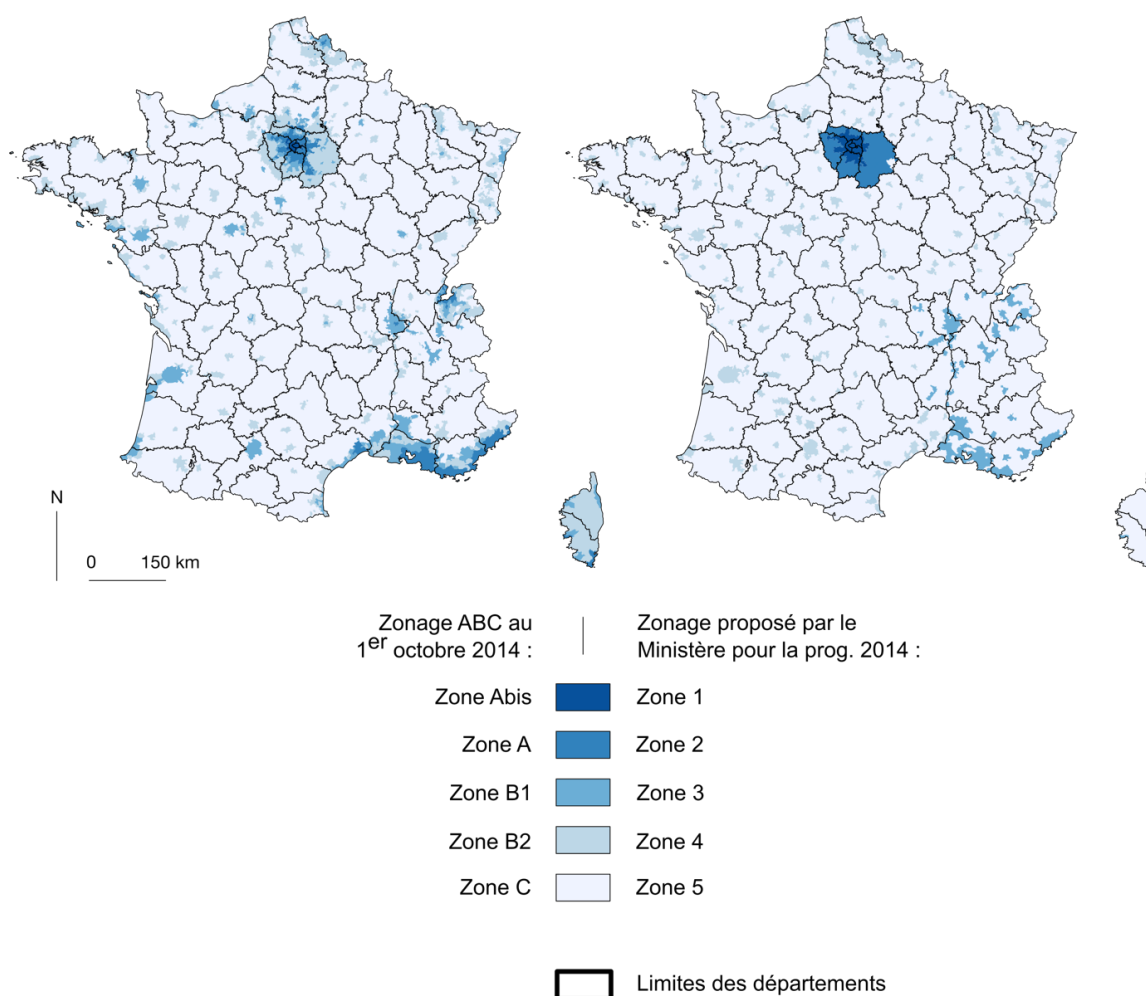 N
0 150 km
Zonage ABC au
1er octobre 2014 :
Zonage proposé par le
Ministère pour la prog. 2014 :
Zone Abis Zone 1
Zone A Zone 2
Zone B1 Zone 3
Zone B2 Zone 4
Zone C Zone 5
Limites des départements